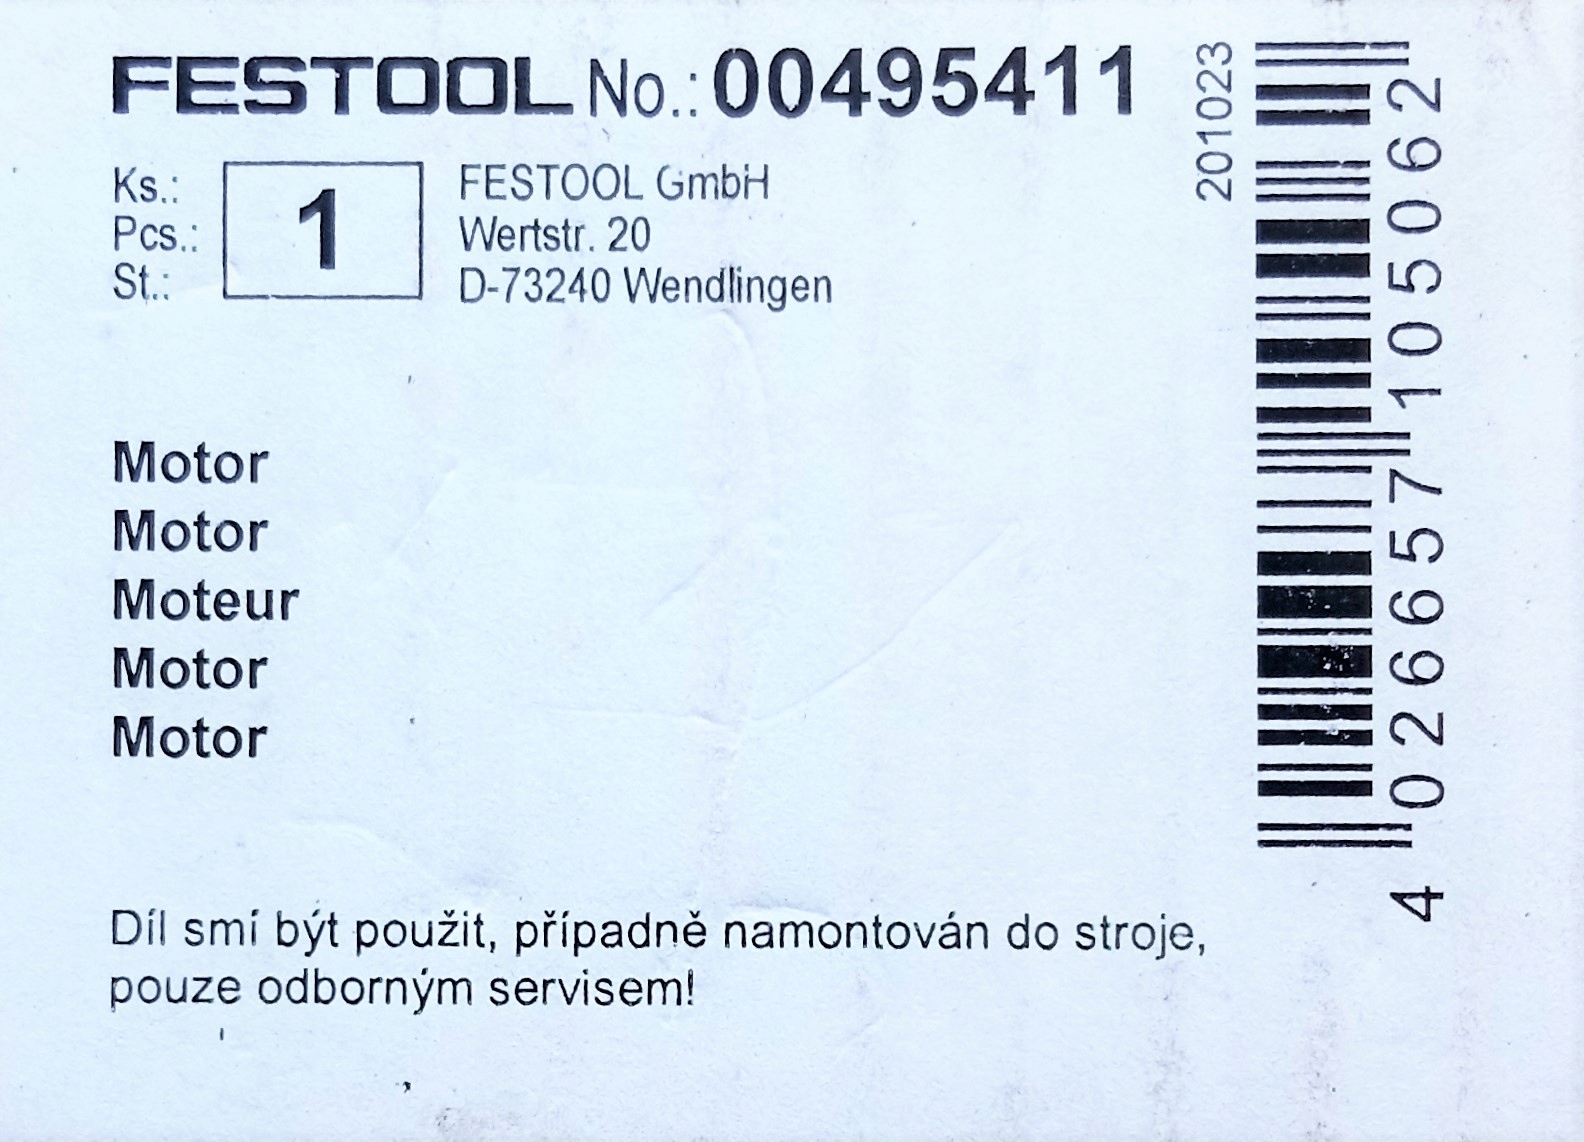 FESTOOL No.: 00495411
Ks.:
Pcs.:
St.:
1
FESTOOL GmbH
Wertstr. 20
D-73240 Wendlingen
201023
4 026657 105062
Motor
Motor
Moteur
Motor
Motor
Díl smí být použit, případně namontován do stroje,
pouze odborným servisem!